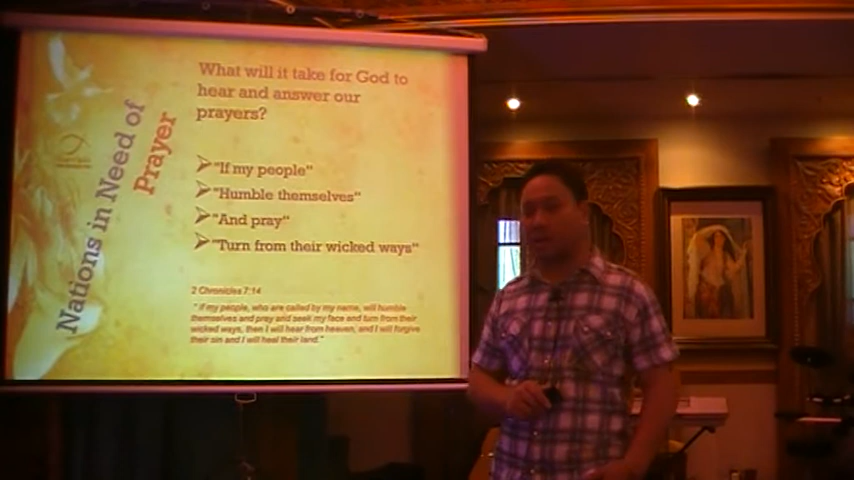 Nations in Need of
Prayer
What will it take for God to
hear and answer our
prayers?
"If my people"
"Humble themselves"
"And pray"
"Turn from their wicked ways"
2 Chronicles 7:14
" if my people, who are called by my name, will humble
themselves and pray and seek my face and turn from their
wicked ways, then I will hear from heaven, and I will forgive
their sin and I will heal their land."